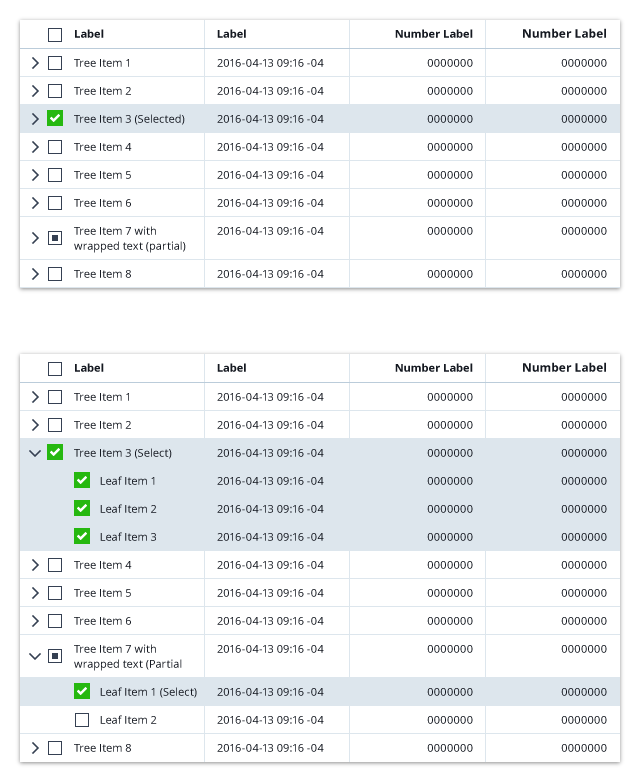 Label Label Number Label Number Label
Tree Item 1 2016-04-13 09:16 -04 0000000 0000000
Tree Item 2 2016-04-13 09:16 -04 0000000 0000000
Tree Item 3 (Selected) 2016-04-13 09:16 -04 0000000 0000000
Tree Item 4 2016-04-13 09:16 -04 0000000 0000000
Tree Item 5 2016-04-13 09:16 -04 0000000 0000000
Tree Item 6 2016-04-13 09:16 -04 0000000 0000000
Tree Item 7 with 2016-04-13 09:16 -04 0000000 0000000
wrapped text (partial)
Tree Item 8 2016-04-13 09:16 -04 0000000 0000000
Label Label Number Label Number Label
Tree Item 1 2016-04-13 09:16 -04 0000000 0000000
Tree Item 2 2016-04-13 09:16 -04 0000000 0000000
Tree Item 3 (Select) 2016-04-13 09:16 -04 0000000 0000000
Leaf Item 1 2016-04-13 09:16 -04 0000000 0000000
Leaf Item 2 2016-04-13 09:16 -04 0000000 0000000
Leaf Item 3 2016-04-13 09:16 -04 0000000 0000000
Tree Item 4 2016-04-13 09:16 -04 0000000 0000000
Tree Item 5 2016-04-13 09:16 -04 0000000 0000000
Tree Item 6 2016-04-13 09:16 -04 0000000 0000000
Tree Item 7 with 2016-04-13 09:16 -04 0000000 0000000
wrapped text (Partial
Leaf Item 1 (Select) 2016-04-13 09:16 -04 0000000 0000000
Leaf Item 2 2016-04-13 09:16 -04 0000000 0000000
Tree Item 8 2016-04-13 09:16 -04 0000000 0000000